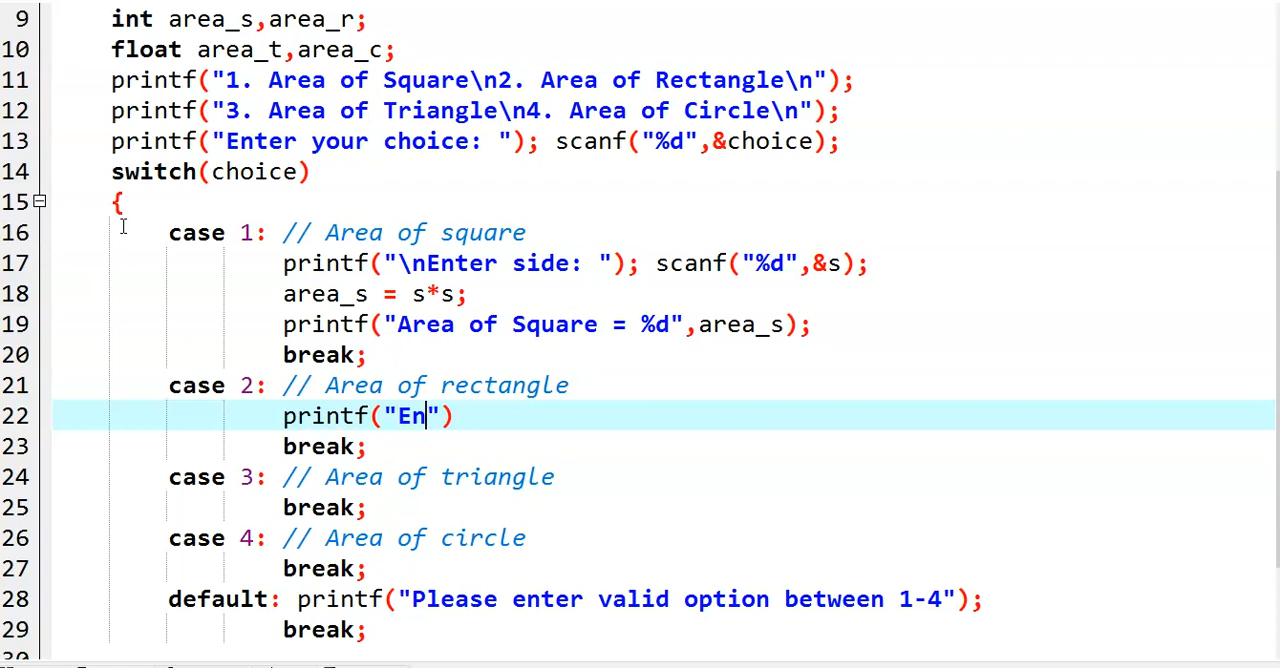 9 int area_s,area_r;
10 float area_t,area_c;
11 printf("1. Area of Square\n2. Area of Rectangle\n");
12 printf("3. Area of Triangle\n4. Area of Circle\n");
13 printf("Enter your choice: "); scanf("%d",&choice);
14 switch(choice)
15 {
16 case 1: // Area of square
17 printf("\nEnter side: "); scanf("%d",&s);
18 area_s = s*s;
19 printf("Area of Square = %d",area_s);
20 break;
21 case 2: // Area of rectangle
22 printf("En")
23 break;
24 case 3: // Area of triangle
25 break;
26 case 4: // Area of circle
27 break;
28 default: printf("Please enter valid option between 1-4");
29 break;
30